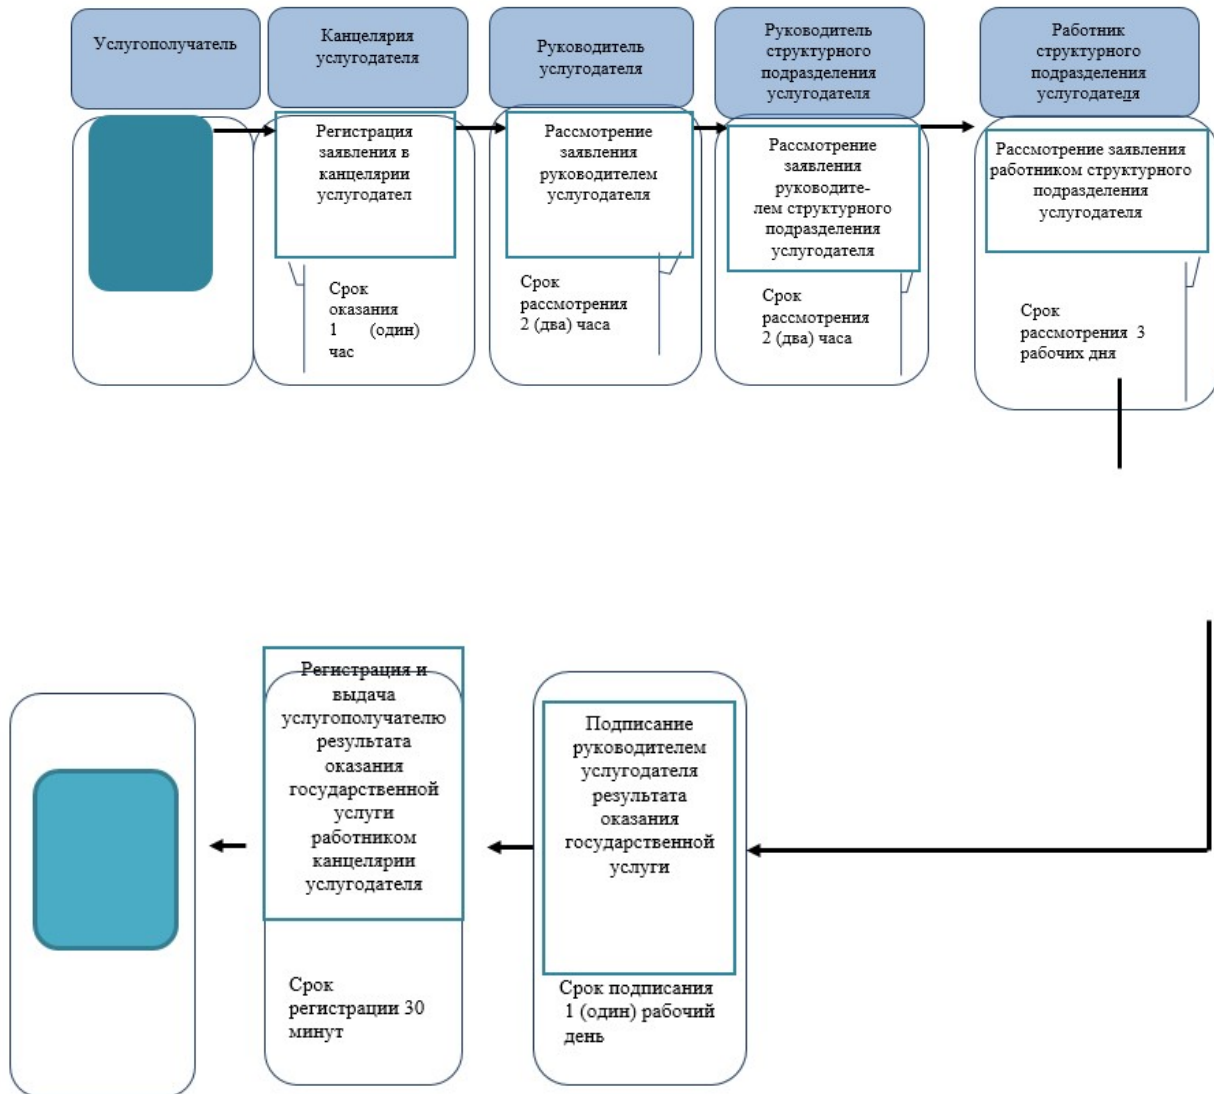 Услугополучатель
Канцелярия
услугодателя
Руководитель
услугодателя
Руководитель
структурного
подразделения
услугодателя
Работник
структурного
подразделения
услугодателя
Регистрация
заявления в
канцелярии
услугодател
Рассмотрение
заявления
руководителем
услугодателя
Рассмотрение
заявления
руководите-
лем структурного
подразделения
услугодателя
Рассмотрение заявления
работником структурного
подразделения
услугодателя
Срок
оказания
1 (один)
час
Срок
рассмотрения
2 (два) часа
Срок
рассмотрения
2 (два) часа
Срок
рассмотрения 3
рабочих дня
Регистрация и
выдача
услугополучателю
результата
оказания
государственной
услуги
работником
канцелярии
услугодателя
Срок
регистрации 30
минут
Подписание
руководителем
услугодателя
результата
оказания
государственной
услуги
Срок подписания
1 (один) рабочий
день